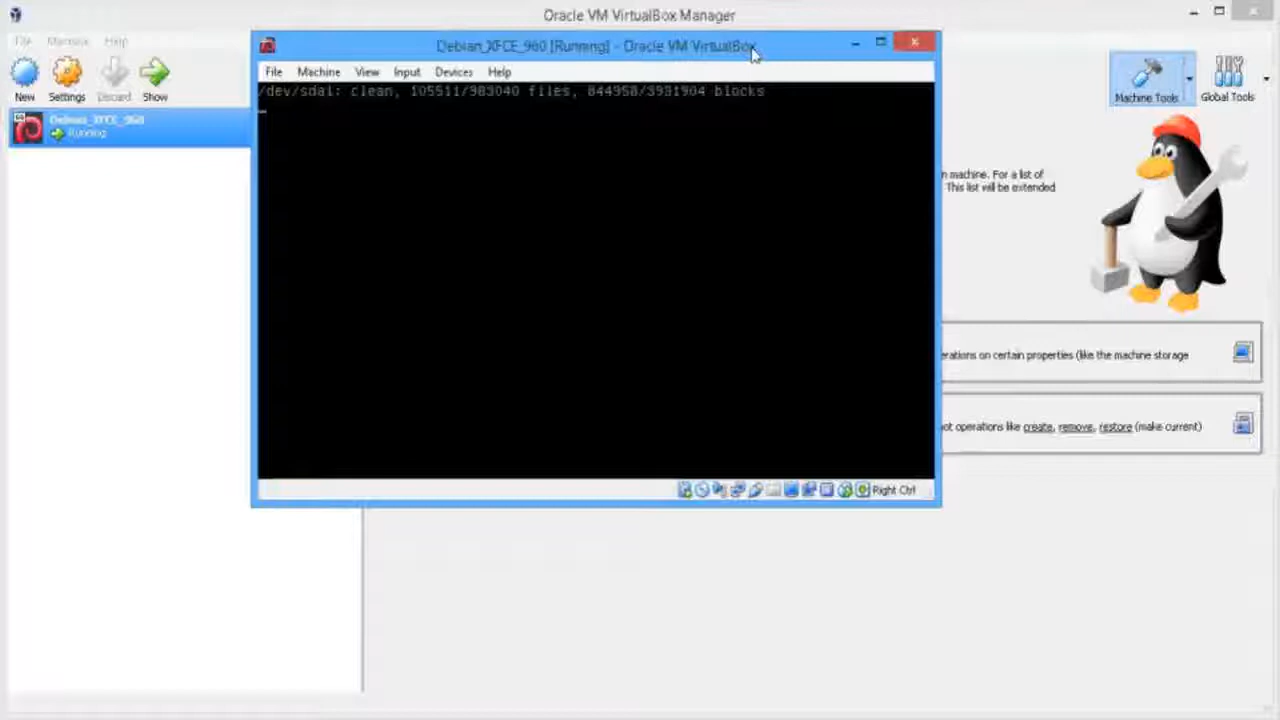 Oracle VM VirtualBox Manager
File Machine Help
New Settings Discard Show
Debian_XFCE_960
Running
Debian_XFCE_960 [Running] - Oracle VM VirtualBox
File Machine View Input Devices Help
/dev/sda1: clean, 105511/983040 files, 844958/3931904 blocks
Right Ctrl
Machine Tools Global Tools
n machine. For a list of
This list will be extended
erations on certain properties (like the machine storage
ot operations like create, remove, restore (make current)